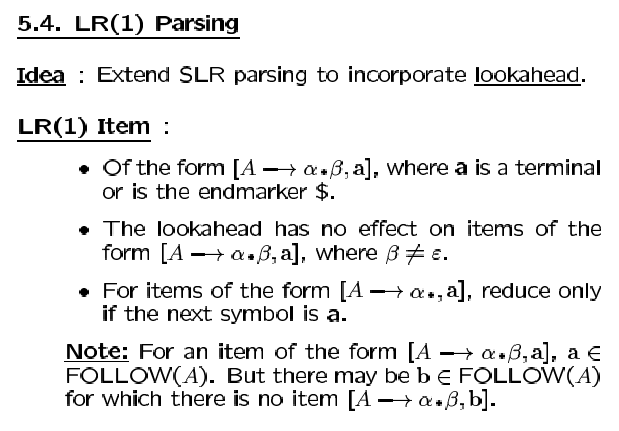 5.4. LR(1) Parsing
Idea : Extend SLR parsing to incorporate lookahead.
LR(1) Item :
• Of the form [A ⟶ α•β, a], where a is a terminal
or is the endmarker $.
• The lookahead has no effect on items of the
form [A ⟶ α•β, a], where β ≠ ε.
• For items of the form [A ⟶ α•, a], reduce only
if the next symbol is a.
Note: For an item of the form [A ⟶ α•β, a], a ∈
FOLLOW(A). But there may be b ∈ FOLLOW(A)
for which there is no item [A ⟶ α•β, b].